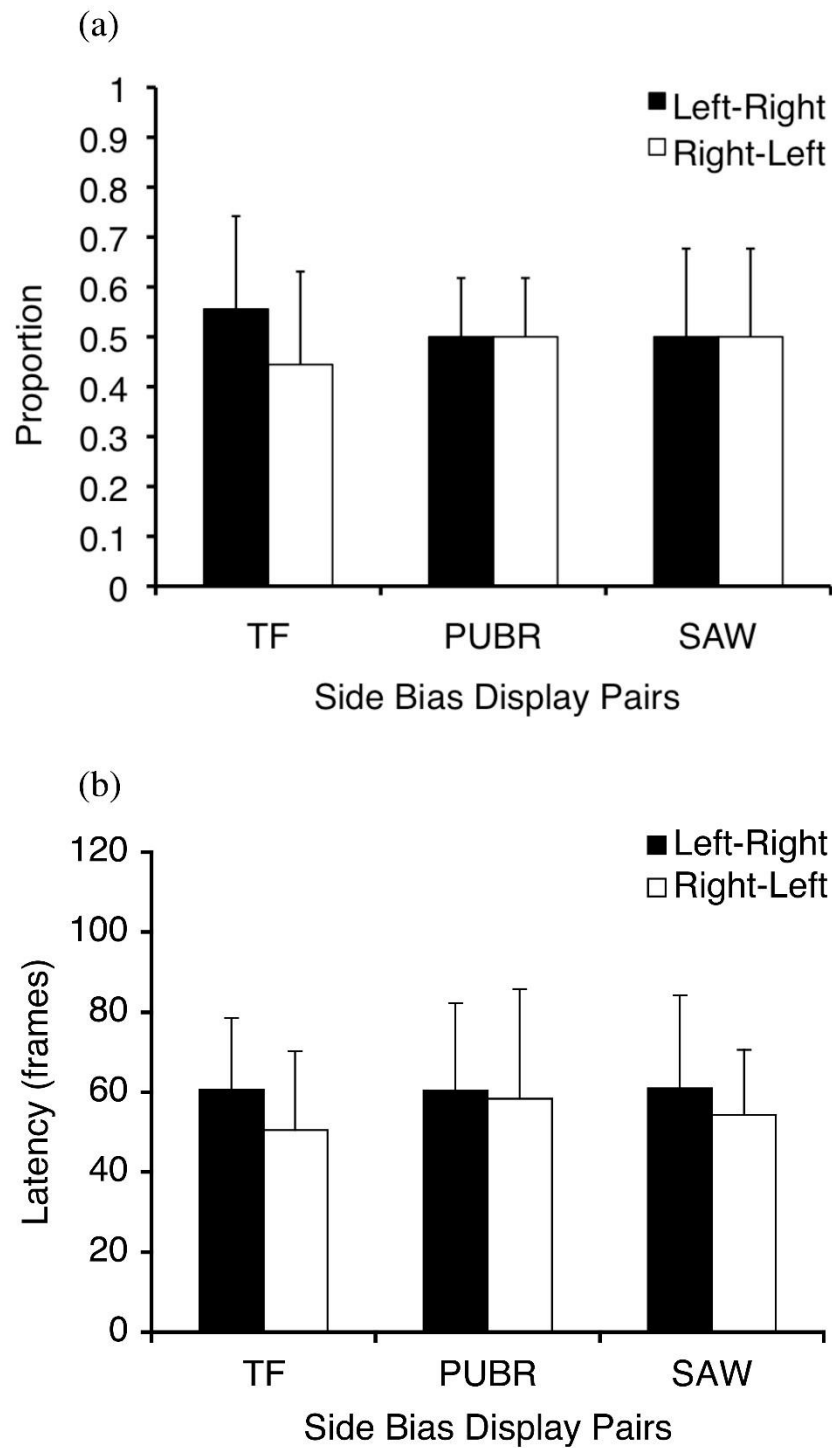 (a)
1
0.9
0.8
0.7
0.6
0.5
0.4
0.3
0.2
0.1
0
Proportion
Left-Right
Right-Left
TF PUBR SAW
Side Bias Display Pairs
(b)
120
100
80
60
40
20
0
Latency (frames)
Left-Right
Right-Left
TF PUBR SAW
Side Bias Display Pairs